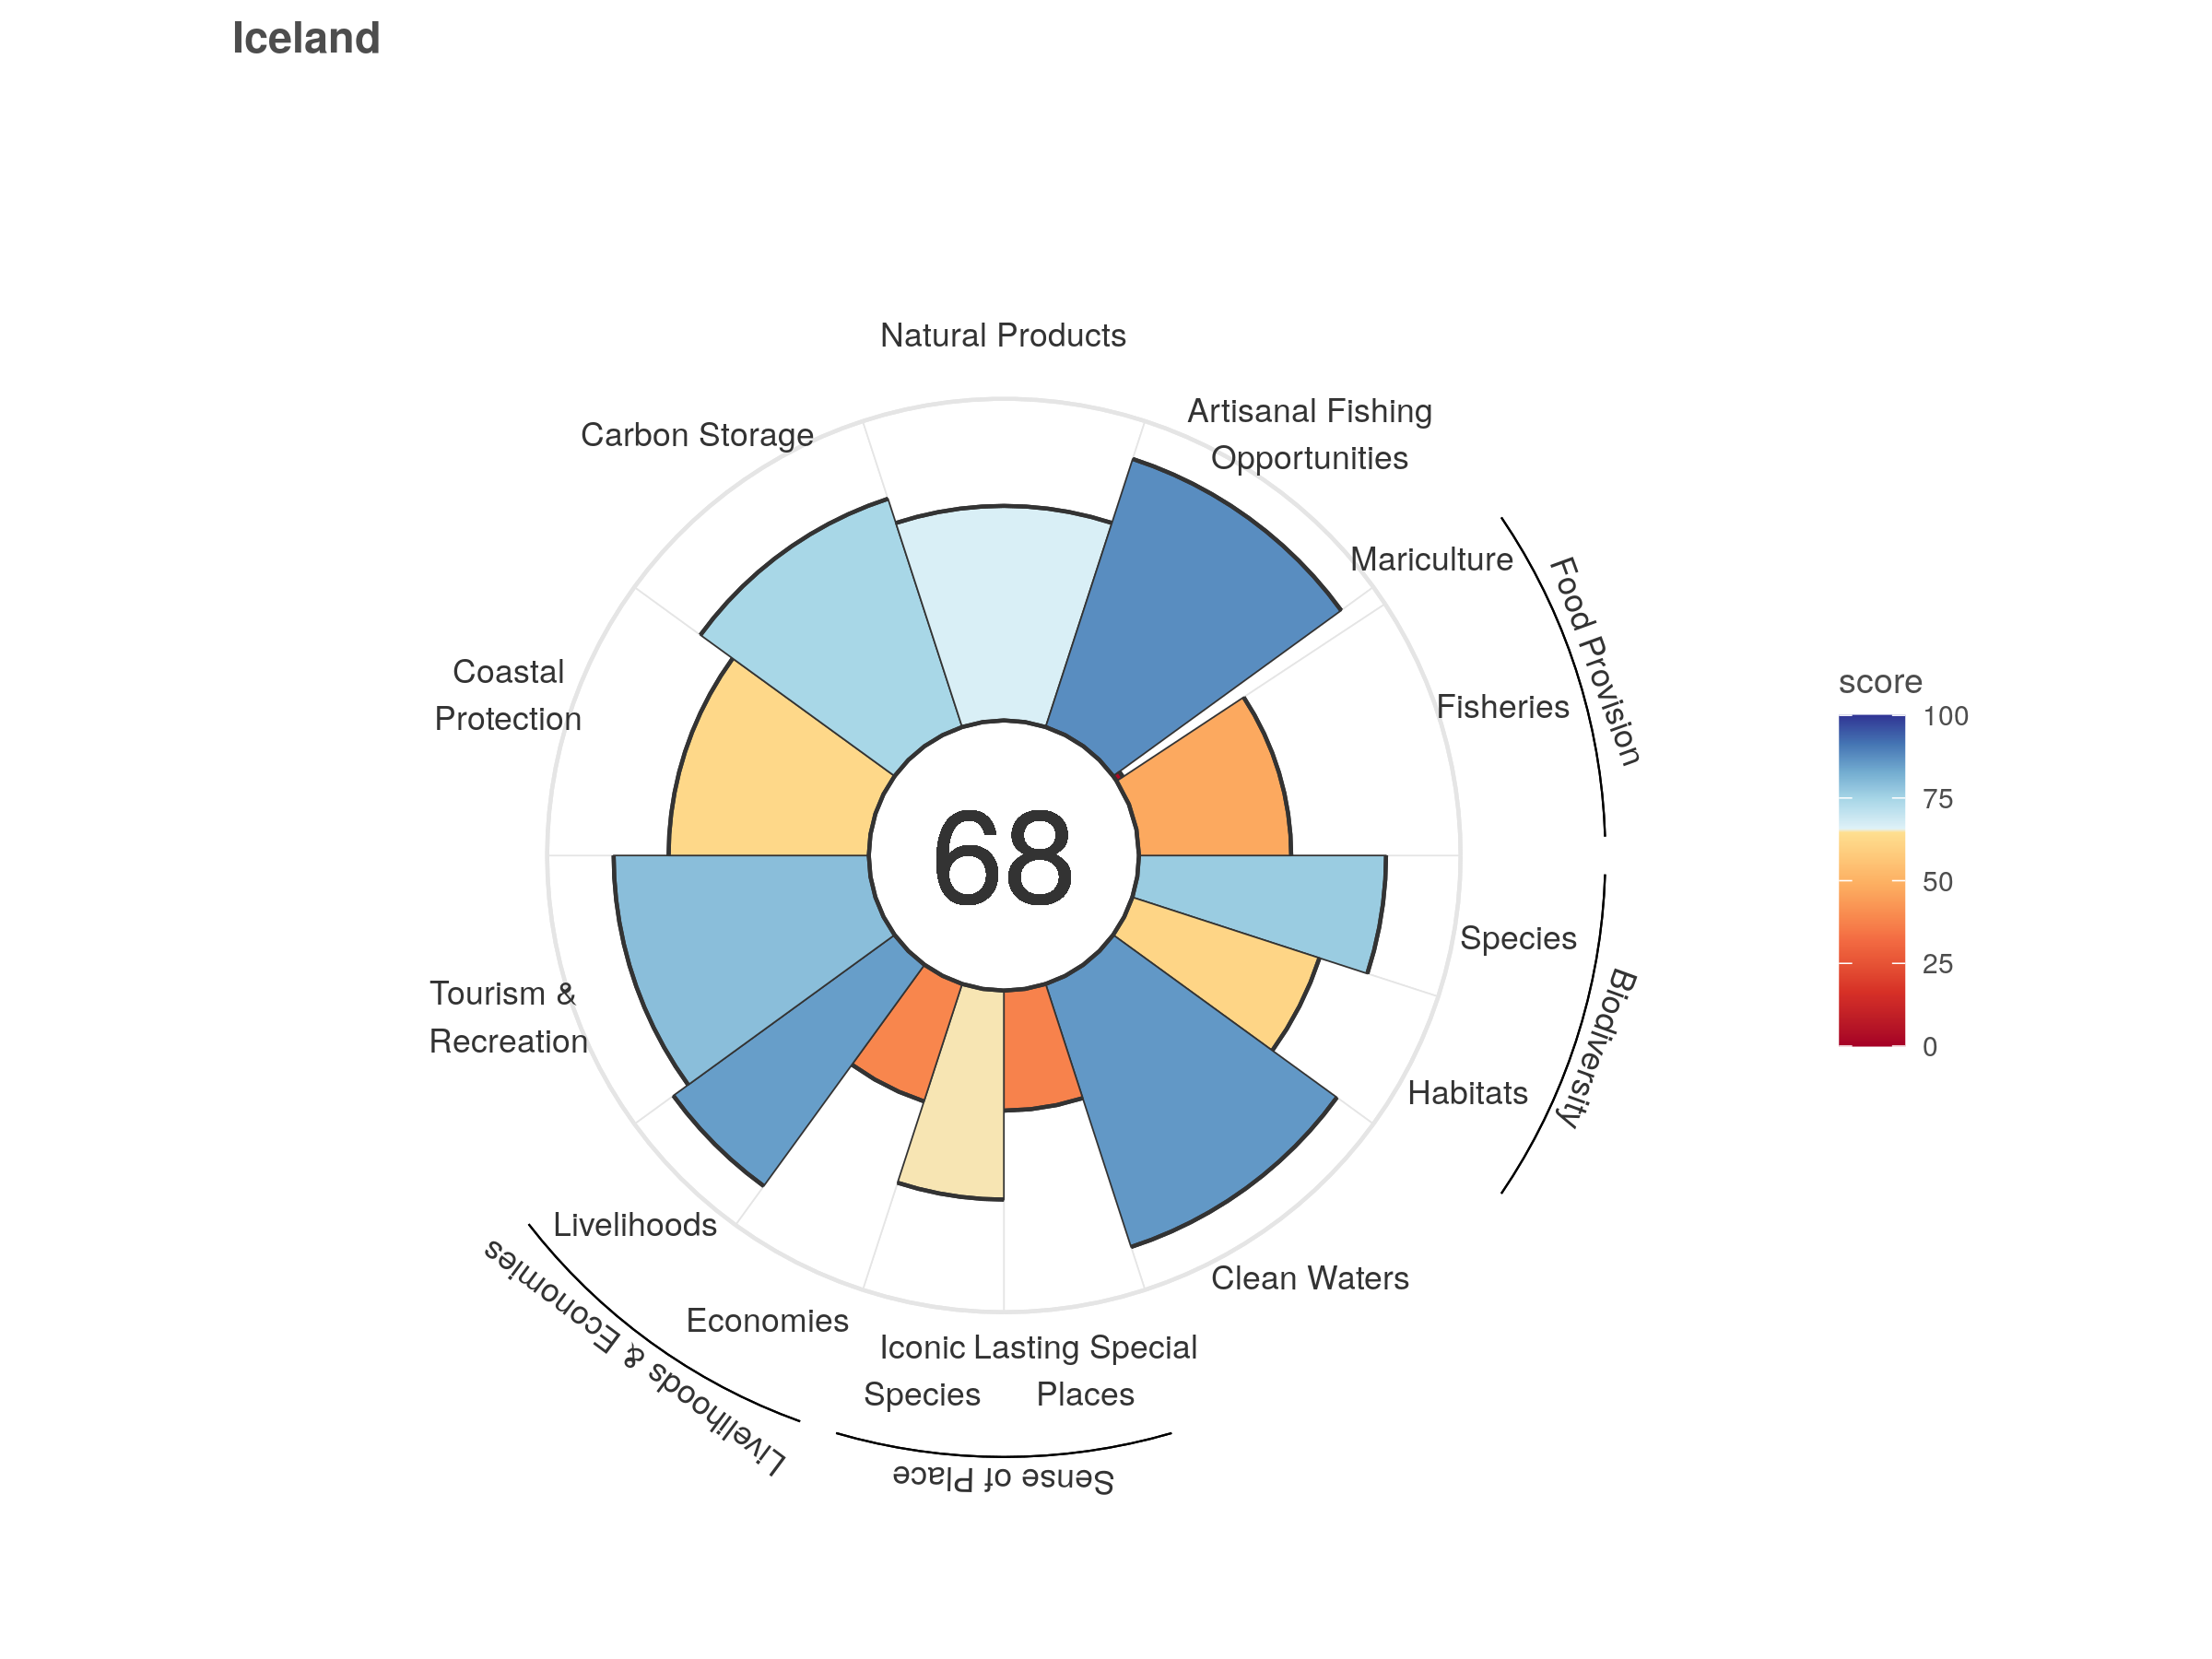 Iceland
Natural Products
Artisanal Fishing
Opportunities
Carbon Storage
Mariculture
Food Provision
Fisheries
Coastal
Protection
68
score
100
75
50
25
0
Species
Biodiversity
Habitats
Tourism &
Recreation
Livelihoods
Clean Waters
Economies
Livelihoods & Economies
Iconic
Species
Lasting Special
Places
Sense of Place